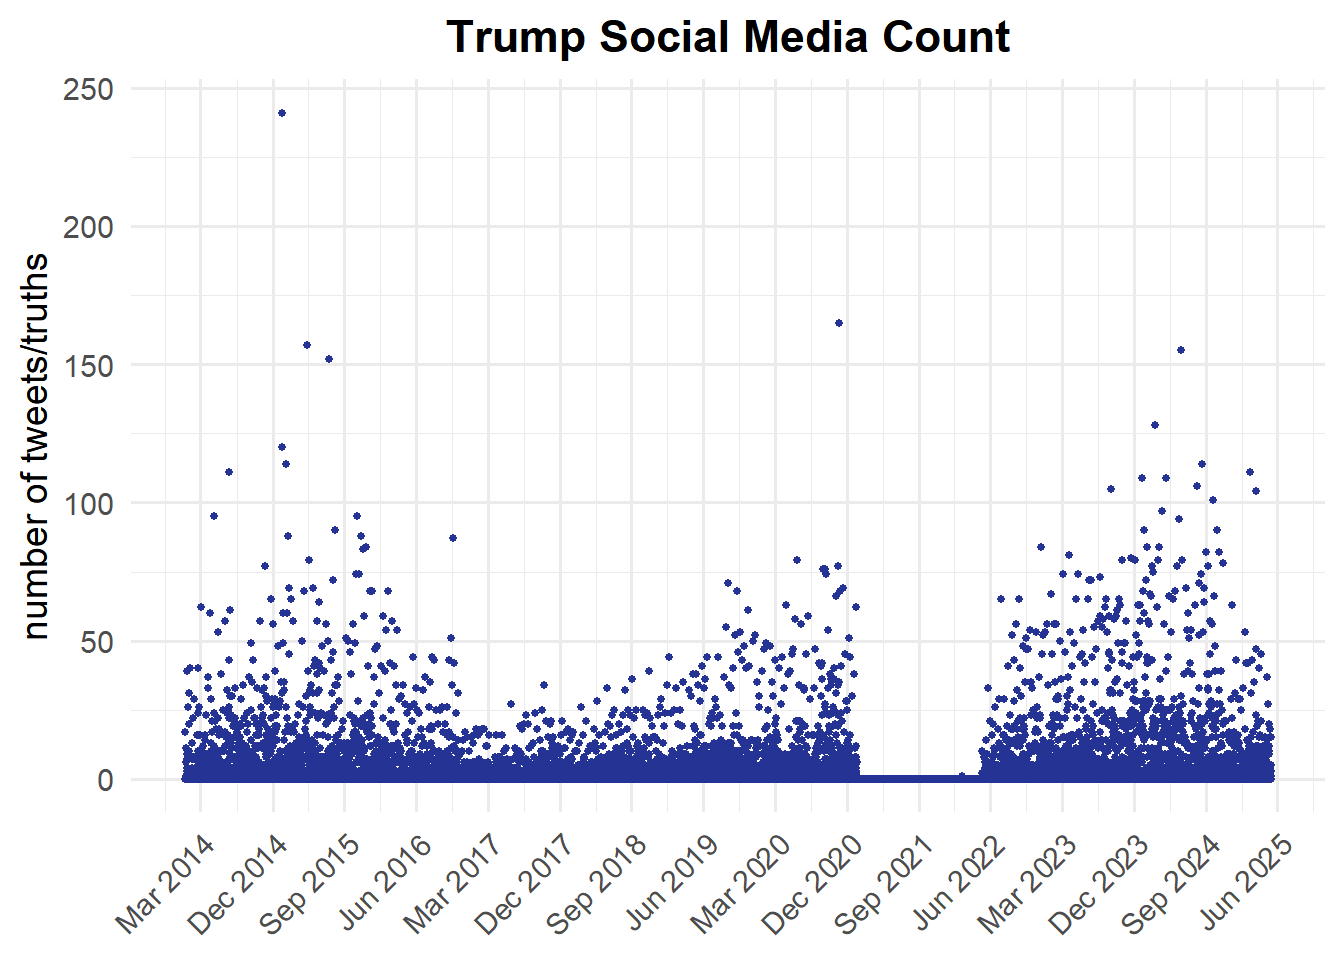 Trump Social Media Count
number of tweets/truths
250
200
150
100
50
0
Mar 2014
Dec 2014
Sep 2015
Jun 2016
Mar 2017
Dec 2017
Sep 2018
Jun 2019
Mar 2020
Dec 2020
Sep 2021
Jun 2022
Mar 2023
Dec 2023
Sep 2024
Jun 2025